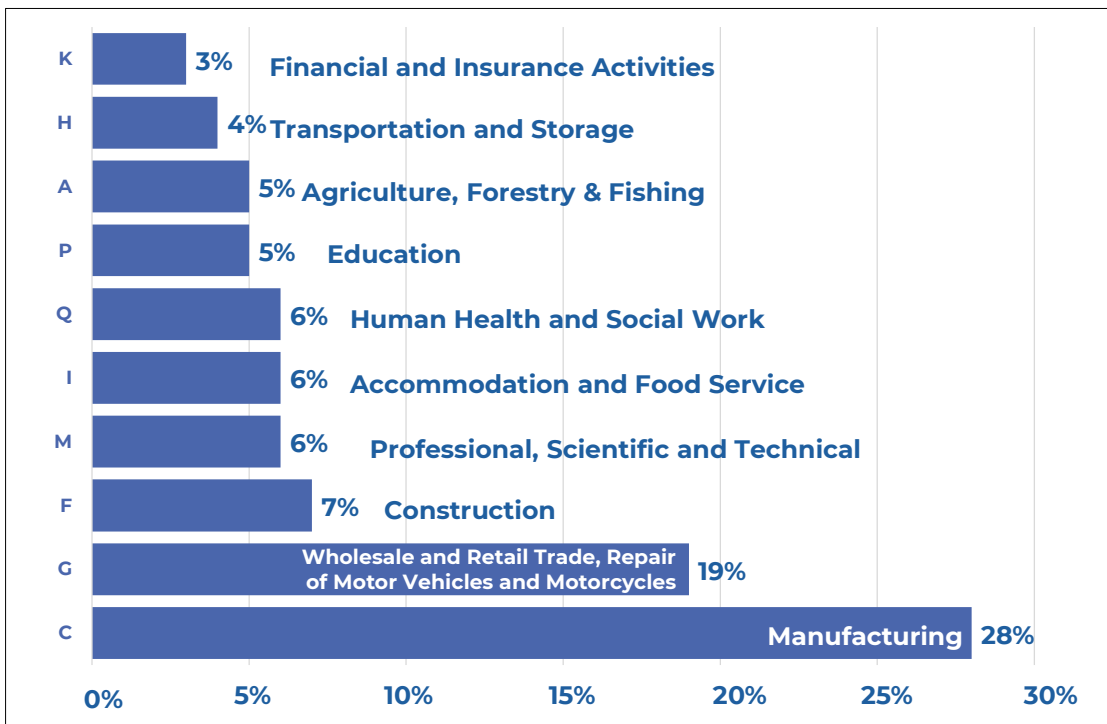 K 3% Financial and Insurance Activities
H 4% Transportation and Storage
A 5% Agriculture, Forestry & Fishing
P 5% Education
Q 6% Human Health and Social Work
I 6% Accommodation and Food Service
M 6% Professional, Scientific and Technical
F 7% Construction
Wholesale and Retail Trade, Repair
G of Motor Vehicles and Motorcycles 19%
C Manufacturing 28%
0% 5% 10% 15% 20% 25% 30%